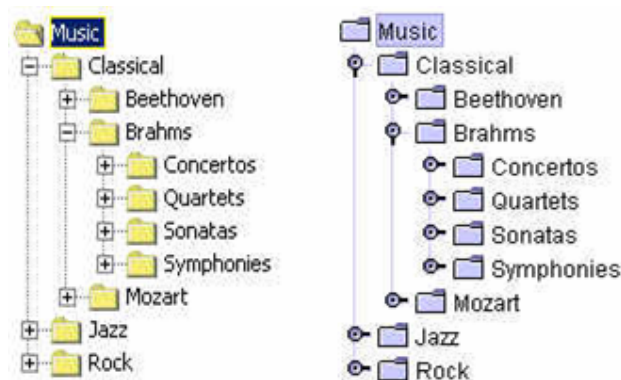 Music
Classical
Beethoven
Brahms
Concertos
Quartets
Sonatas
Symphonies
Mozart
Jazz
Rock
Music
Classical
Beethoven
Brahms
Concertos
Quartets
Sonatas
Symphonies
Mozart
Jazz
Rock